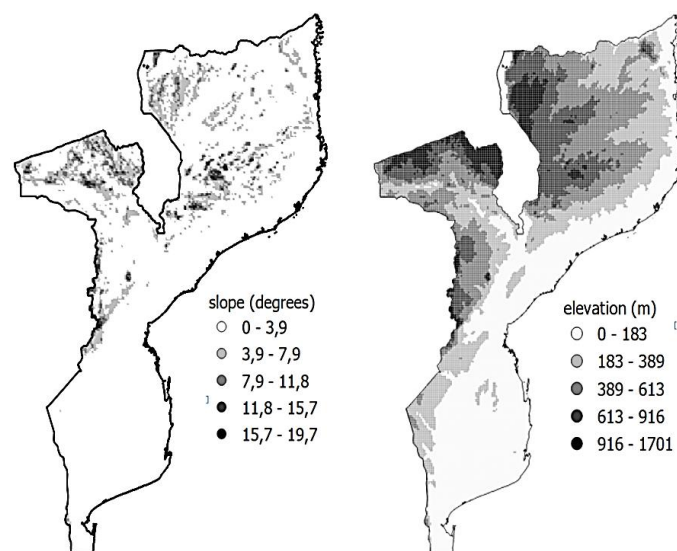 slope (degrees)
0 - 3,9
3,9 - 7,9
7,9 - 11,8
11,8 - 15,7
15,7 - 19,7
elevation (m)
0 - 183
183 - 389
389 - 613
613 - 916
916 - 1701